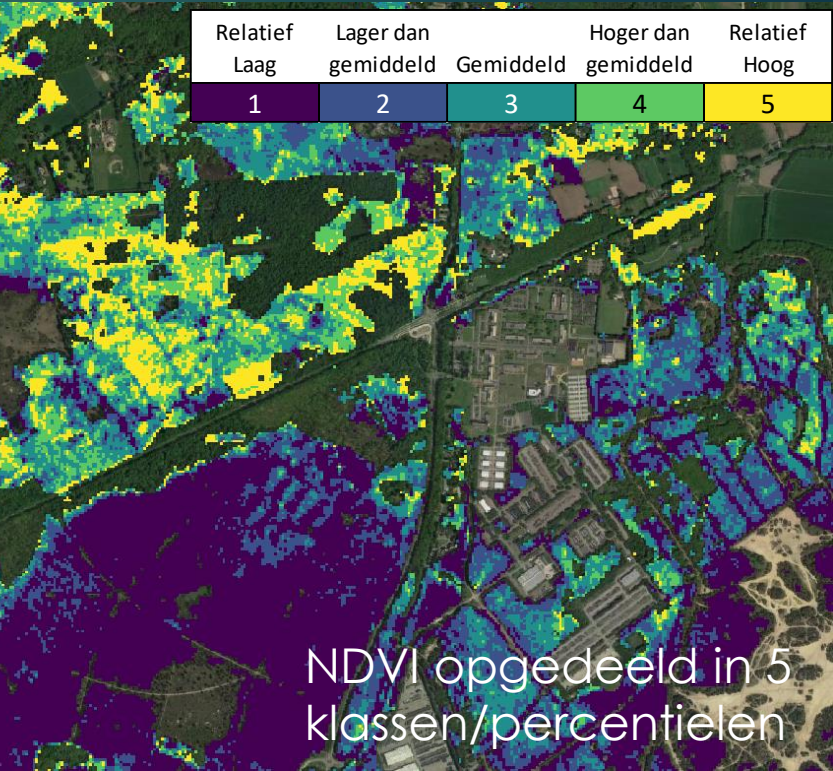 Relatief Laag
Lager dan gemiddeld
Gemiddeld
Hoger dan gemiddeld
Relatief Hoog
1 2 3 4 5
NDVI opgedeeld in 5
klassen/percentielen